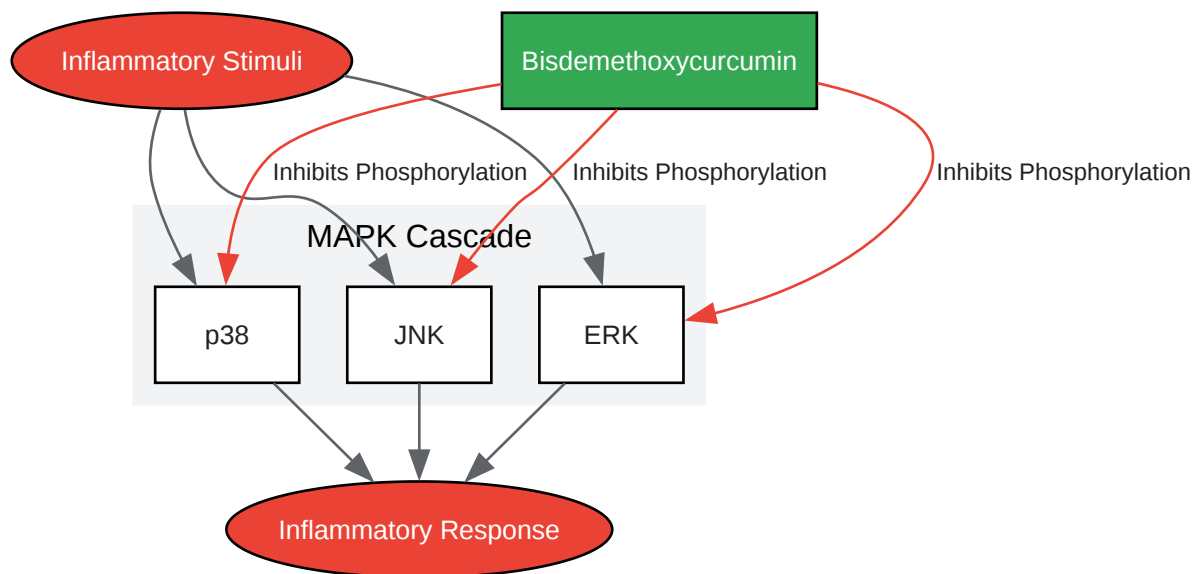 Inflammatory Stimuli
Bisdemethoxycurcumin
Inhibits Phosphorylation
Inhibits Phosphorylation
Inhibits Phosphorylation
MAPK Cascade
p38
JNK
ERK
Inflammatory Response